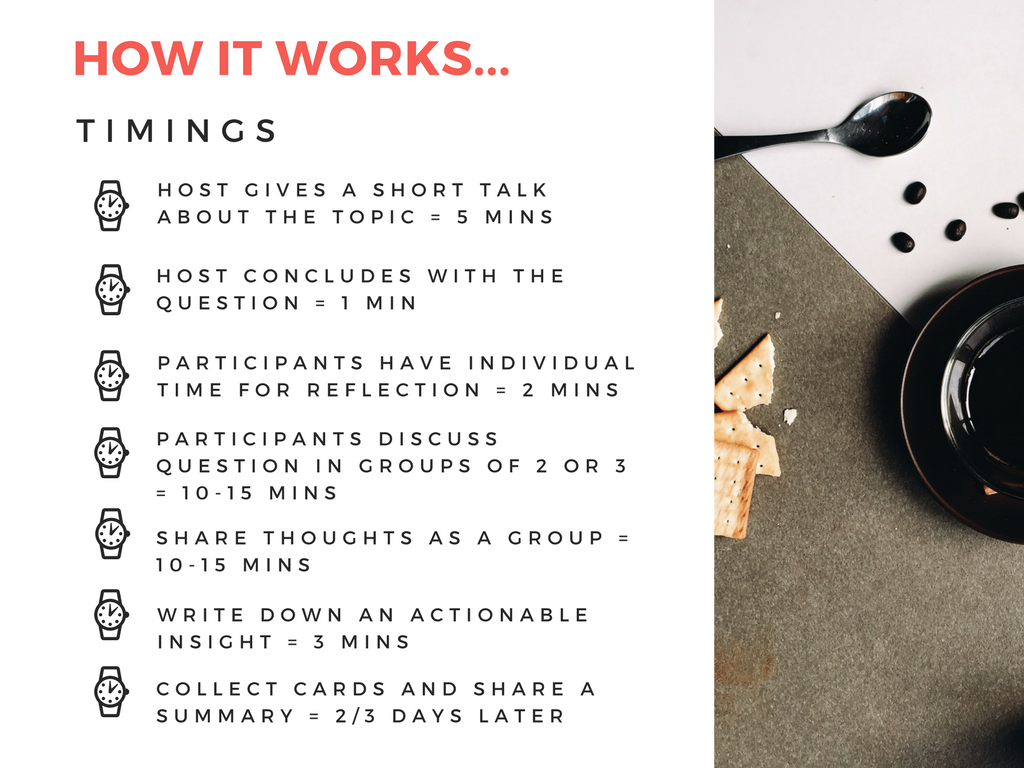 HOW IT WORKS...
TIMINGS
HOST GIVES A SHORT TALK
ABOUT THE TOPIC = 5 MINS
HOST CONCLUDES WITH THE
QUESTION = 1 MIN
PARTICIPANTS HAVE INDIVIDUAL
TIME FOR REFLECTION = 2 MINS
PARTICIPANTS DISCUSS
QUESTION IN GROUPS OF 2 OR 3
= 10-15 MINS
SHARE THOUGHTS AS A GROUP =
10-15 MINS
WRITE DOWN AN ACTIONABLE
INSIGHT = 3 MINS
COLLECT CARDS AND SHARE A
SUMMARY = 2/3 DAYS LATER